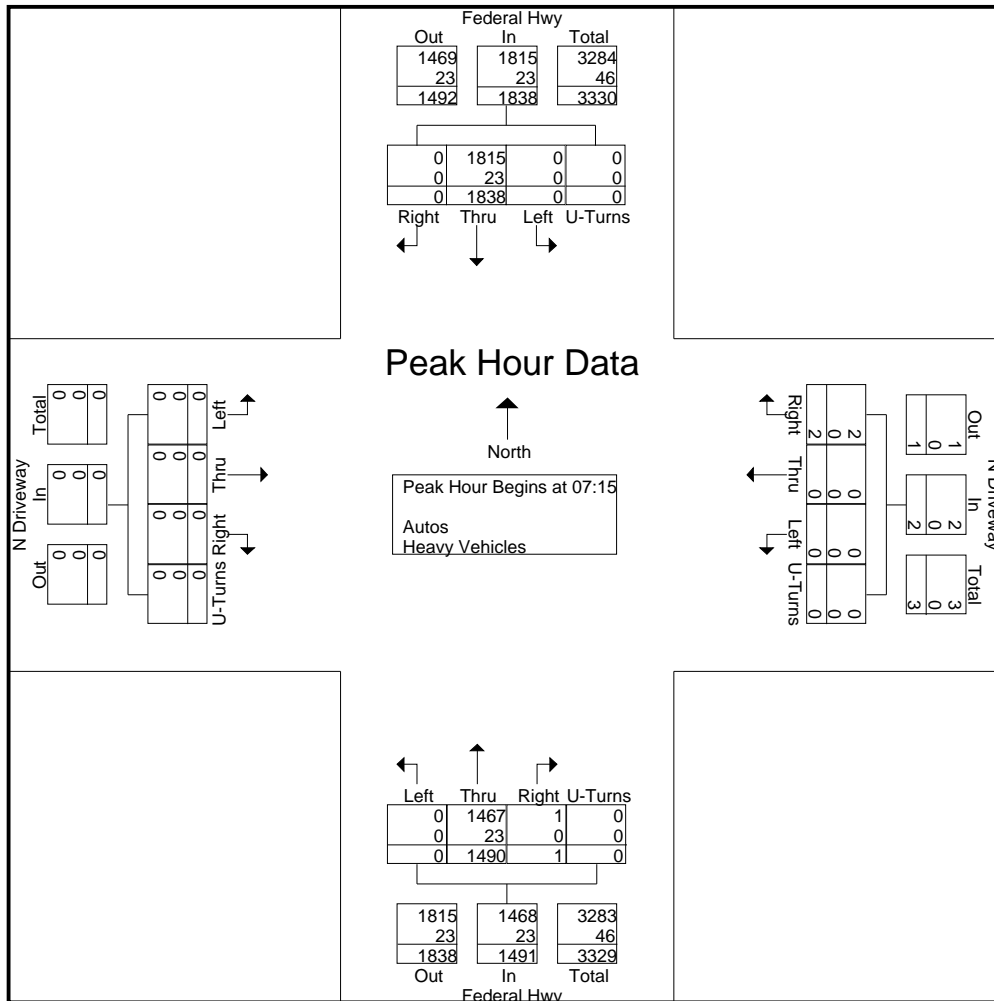 Federal Hwy
Out In Total
1469 1815 3284
23 23 46
1492 1838 3330
0 1815 0 0
0 23 0 0
0 1838 0 0
Right Thru Left U-Turns
Peak Hour Data
North
Peak Hour Begins at 07:15
Autos
Heavy Vehicles
N Driveway
Total In Out
0 0 0
0 0 0
0 0 0
0 0 0 0
0 0 0 0
0 0 0 0
Left Thru Right U-Turns
N Driveway
Out In Total
1 2 3
0 0 0
1 2 3
2 0 0 0
0 0 0 0
2 0 0 0
Right Thru Left U-Turns
Left Thru Right U-Turns
0 1467 1 0
0 23 0 0
0 1490 1 0
1815 1468 3283
23 23 46
1838 1491 3329
Out In Total
Federal Hwy